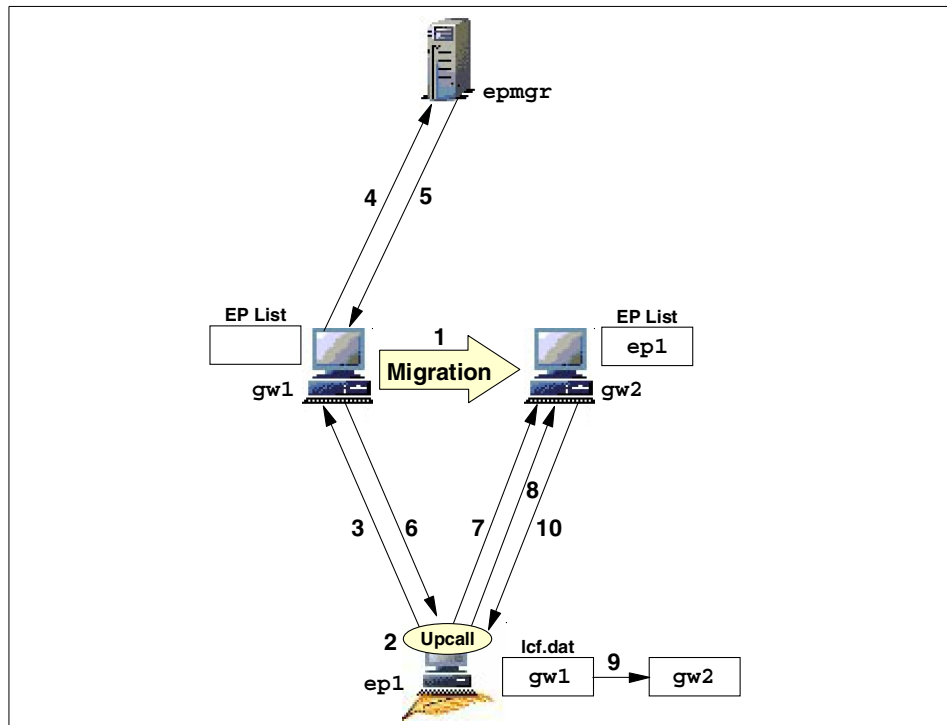 epmgr
4
5
EP List
EP List
1
ep1
Migration
gw1
gw2
3
6
7
8
10
2
Upcall
lcf.dat
ep1
gw1
9
gw2